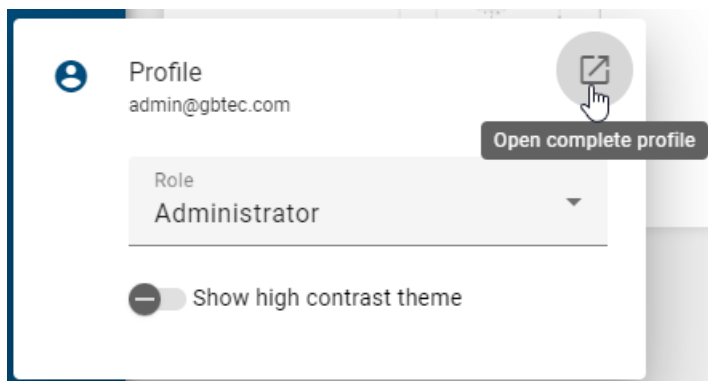 Profile
admin@gbtec.com
Open complete profile
Role
Administrator
Show high contrast theme